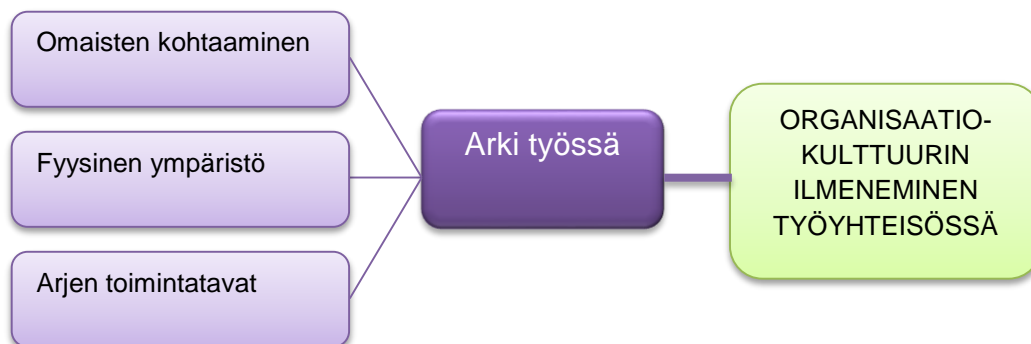 Omaisten kohtaaminen
Fyysinen ympäristö
Arjen toimintatavat
Arki työssä
ORGANISAATIO-
KULTTUURIN
ILMENEMINEN
TYÖYHTEISÖSSÄ